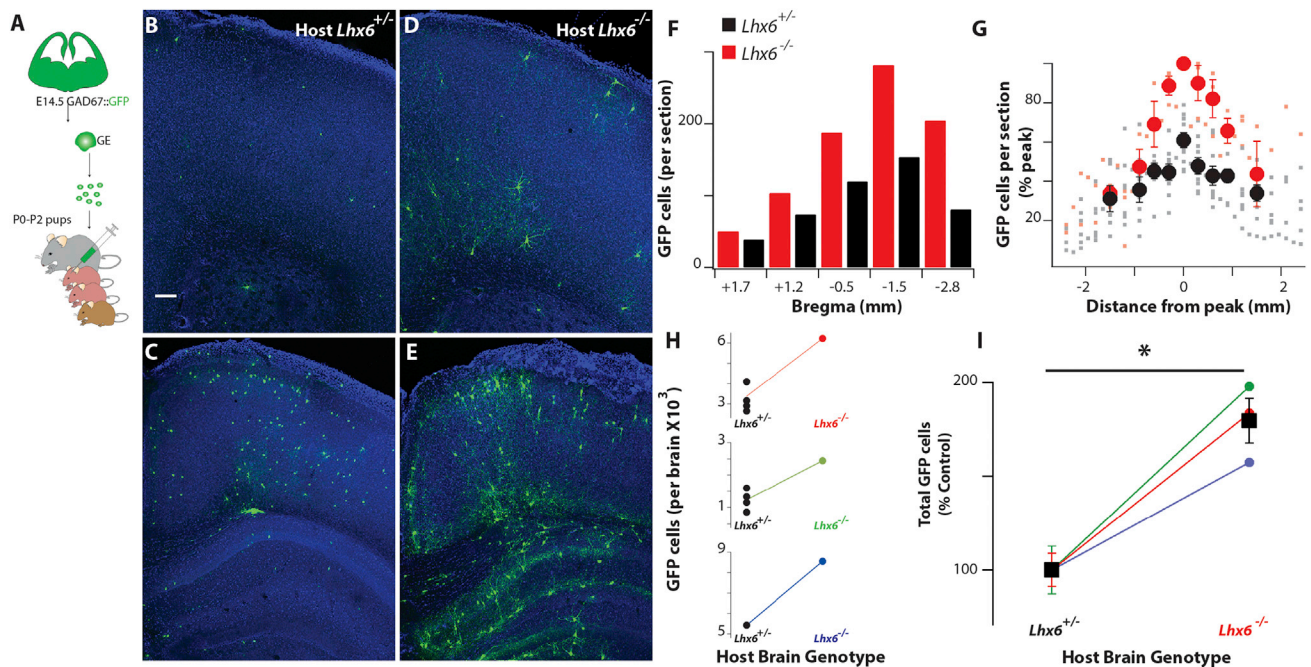 A
E14.5 GAD67::GFP
GE
P0-P2 pups
B
Host Lhx6+/-
D
Host Lhx6-/-
C
E
F
Lhx6+/-
Lhx6-/-
GFP cells (per section)
200
0
+1.7
+1.2
-0.5
-1.5
-2.8
Bregma (mm)
G
GFP cells per section
(% peak)
80
20
-2
0
2
Distance from peak (mm)
H
GFP cells (per brain X10³)
6
3
Lhx6+/-
Lhx6-/-
3
1
Lhx6+/-
Lhx6-/-
9
5
Lhx6+/-
Lhx6-/-
Host Brain Genotype
I
*
Total GFP cells
(% Control)
200
100
Lhx6+/-
Lhx6-/-
Host Brain Genotype